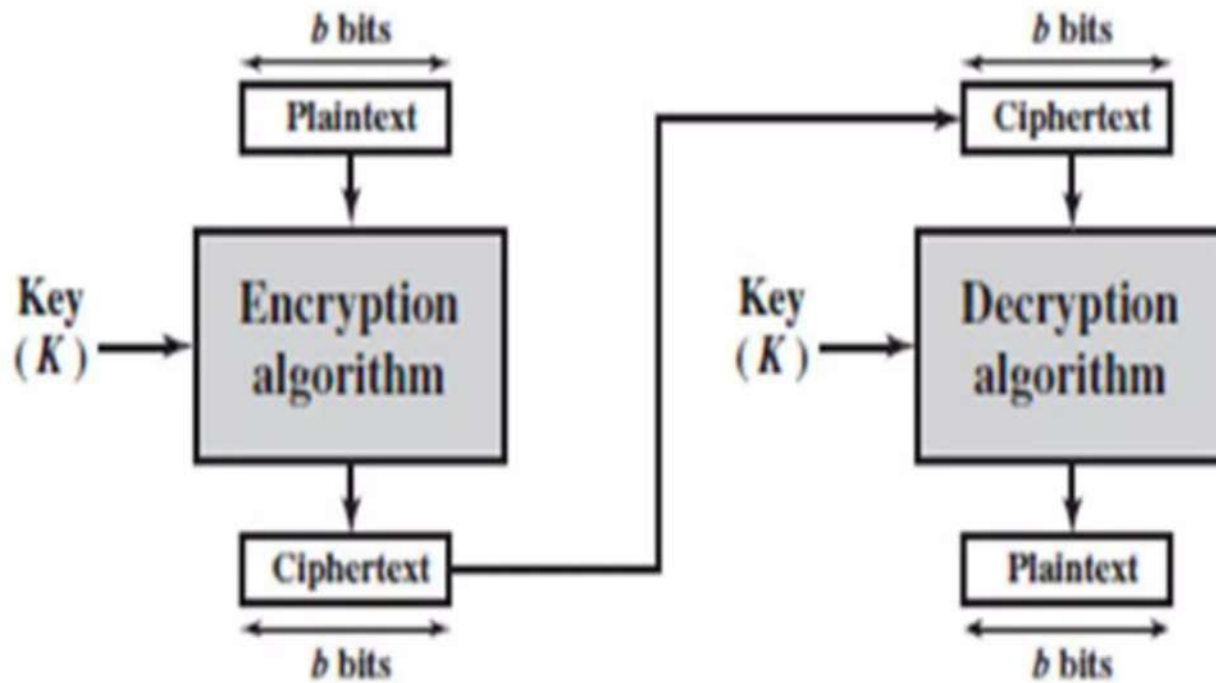 b bits
Plaintext
Key
(K)
Encryption
algorithm
Ciphertext
b bits
b bits
Ciphertext
Key
(K)
Decryption
algorithm
Plaintext
b bits